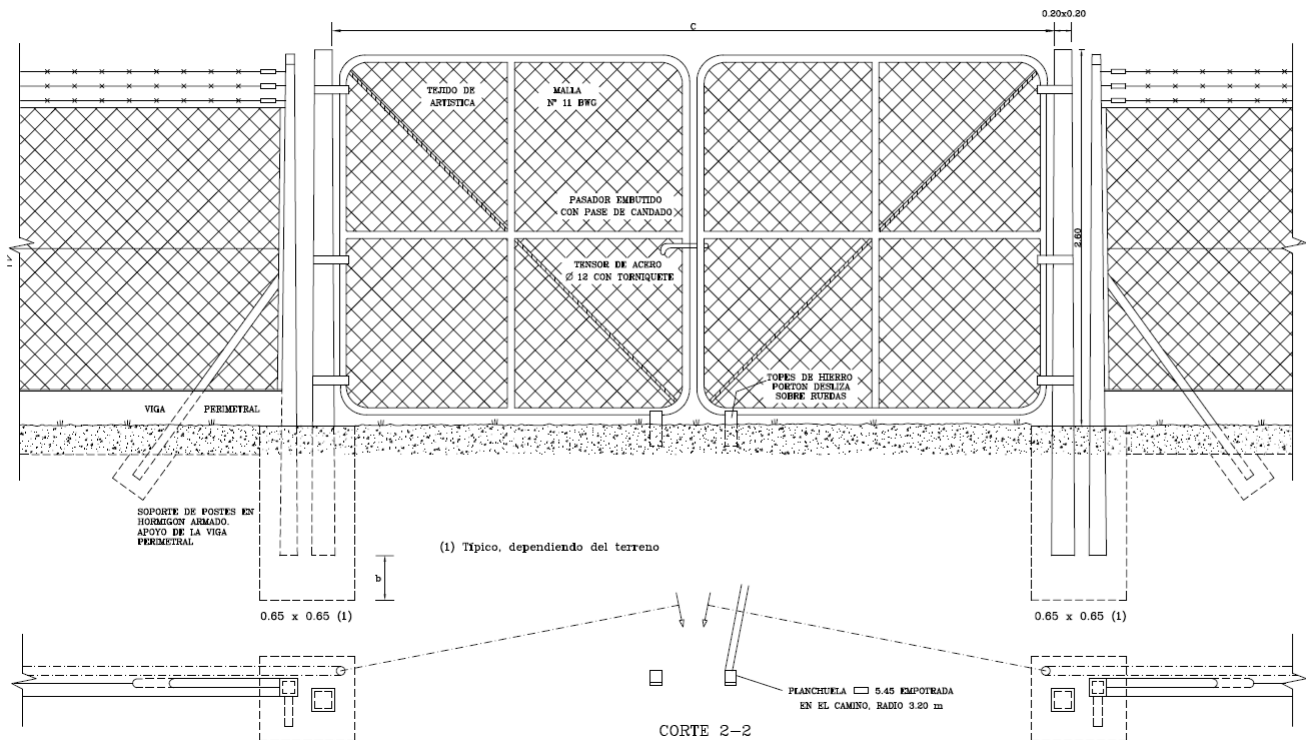 0.20x0.20
C
TEJIDO DE
ARTISTICA
MALLA
Nº 11 BWG
PASADOR EMBUTIDO
CON PASE DE CANDADO
2.60
TENSOR DE ACERO
Ø 12 CON TORNIQUETE
TOPES DE HIERRO
PORTON DESLIZA
SOBRE RUEDAS
VIGA PERIMETRAL
SOPORTE DE POSTES EN
HORMIGON ARMADO.
APOYO DE LA VIGA
PERIMETRAL
(1) Típico, dependiendo del terreno
b
0.65 x 0.65 (1)
0.65 x 0.65 (1)
PLANCHUELA 5.45 EMPOTRADA
EN EL CAMINO, RADIO 3.20 m
CORTE 2-2